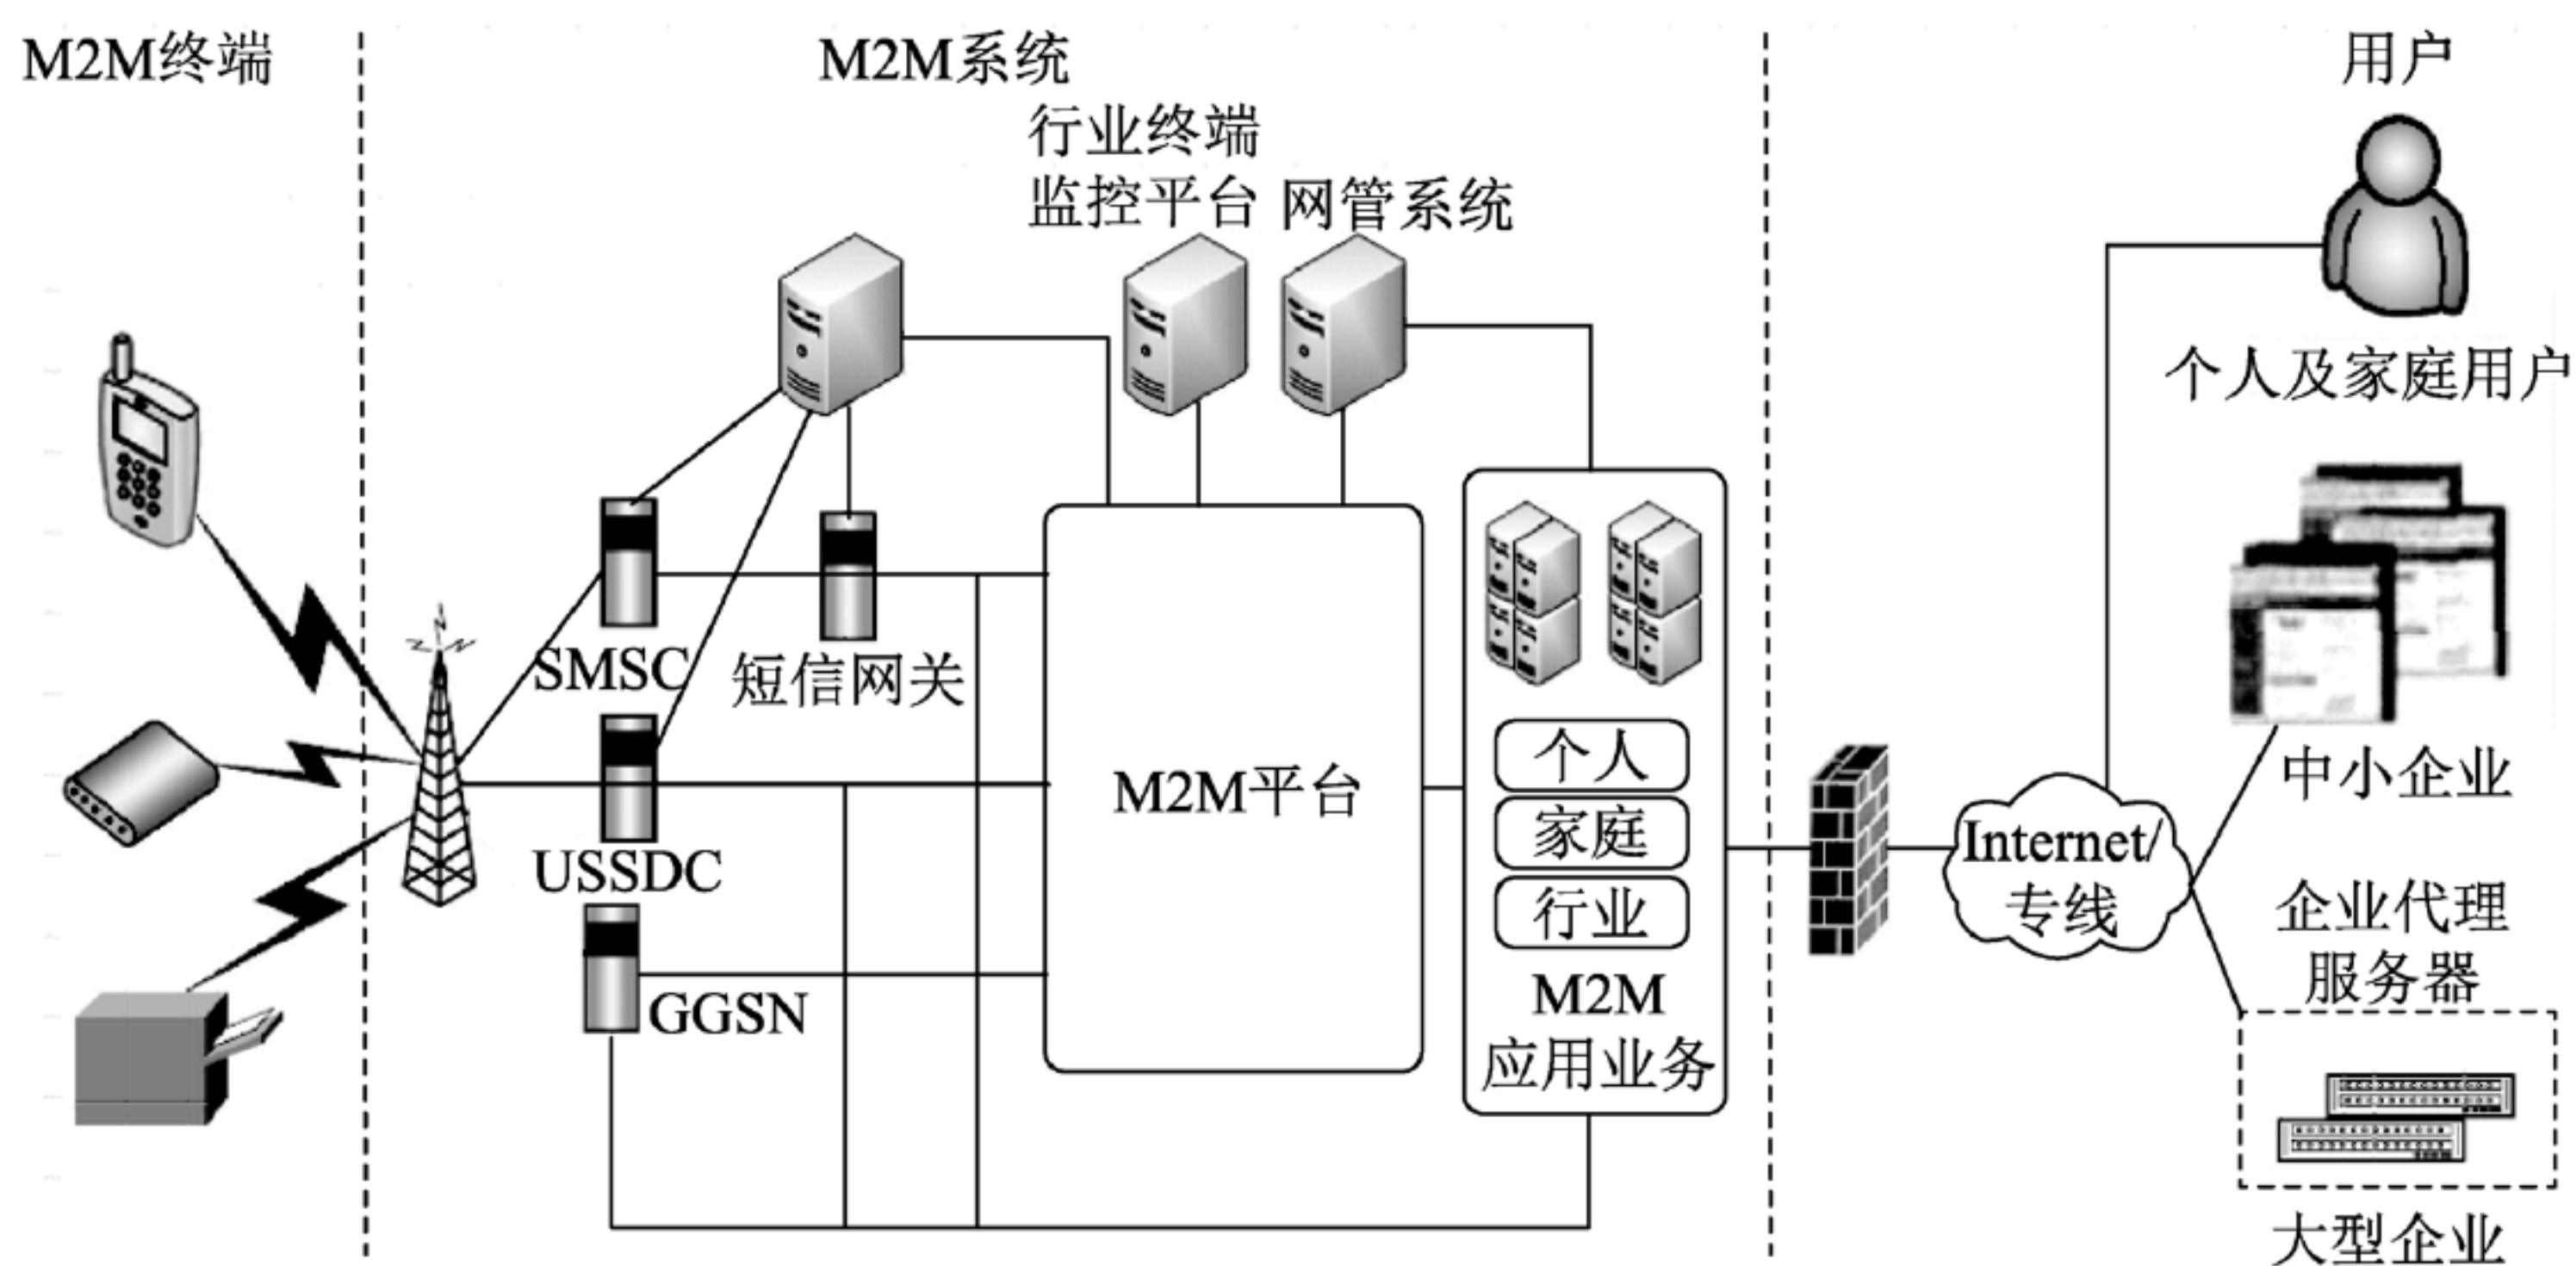 M2M终端
M2M系统
用户
行业终端
监控平台
网管系统
个人及家庭用户
SMSC
短信网关
USSDC
GGSN
M2M平台
个人
家庭
行业
M2M
应用业务
Internet/
专线
中小企业
企业代理
服务器
大型企业